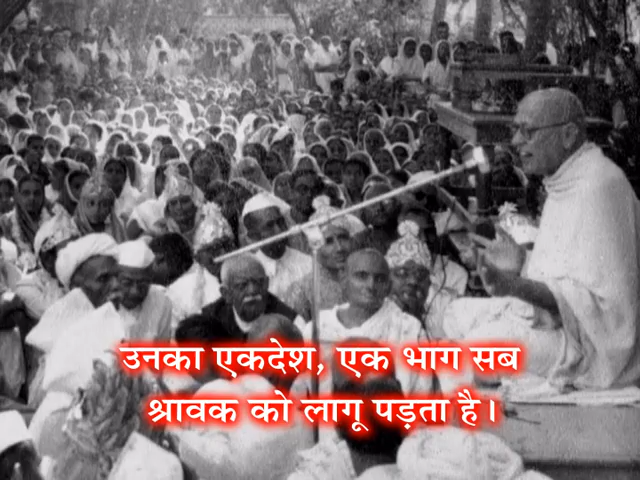 उनका एकदेश, एक भाग सब
श्रावक को लागू पड़ता है।